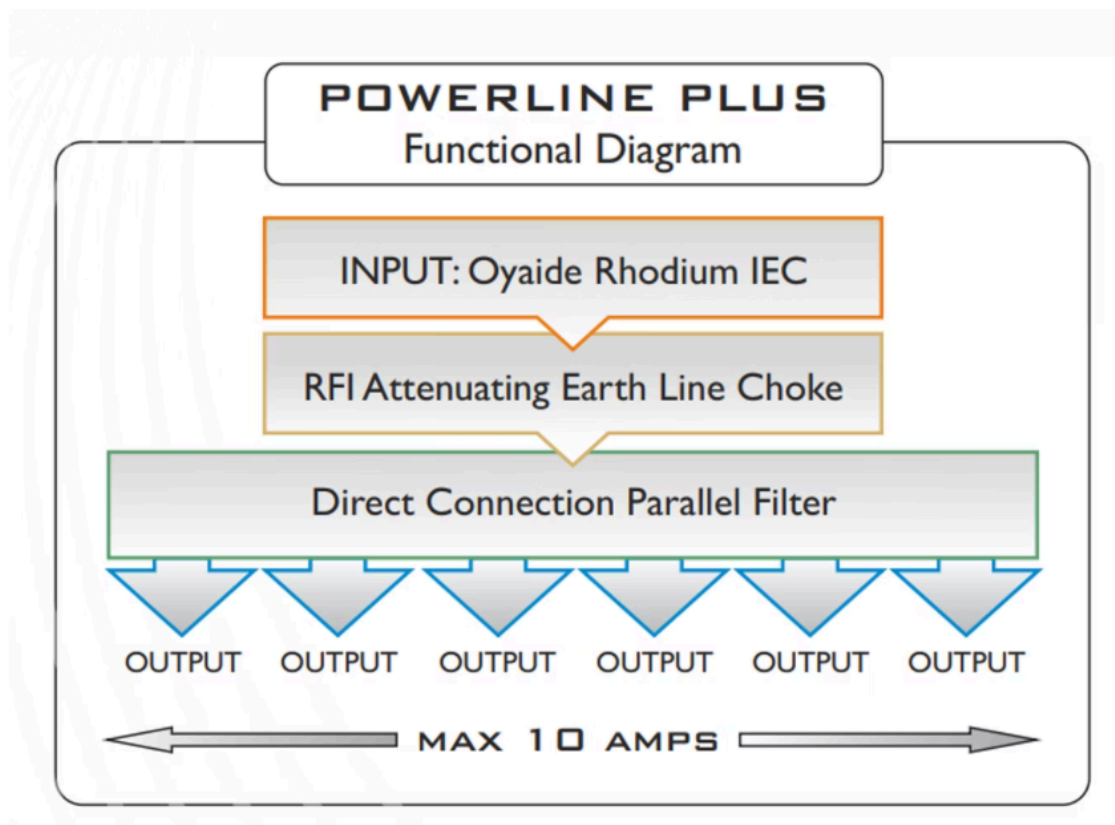 POWERLINE PLUS
Functional Diagram
INPUT: Oyaide Rhodium IEC
RFI Attenuating Earth Line Choke
Direct Connection Parallel Filter
OUTPUT OUTPUT OUTPUT OUTPUT OUTPUT OUTPUT
MAX 10 AMPS